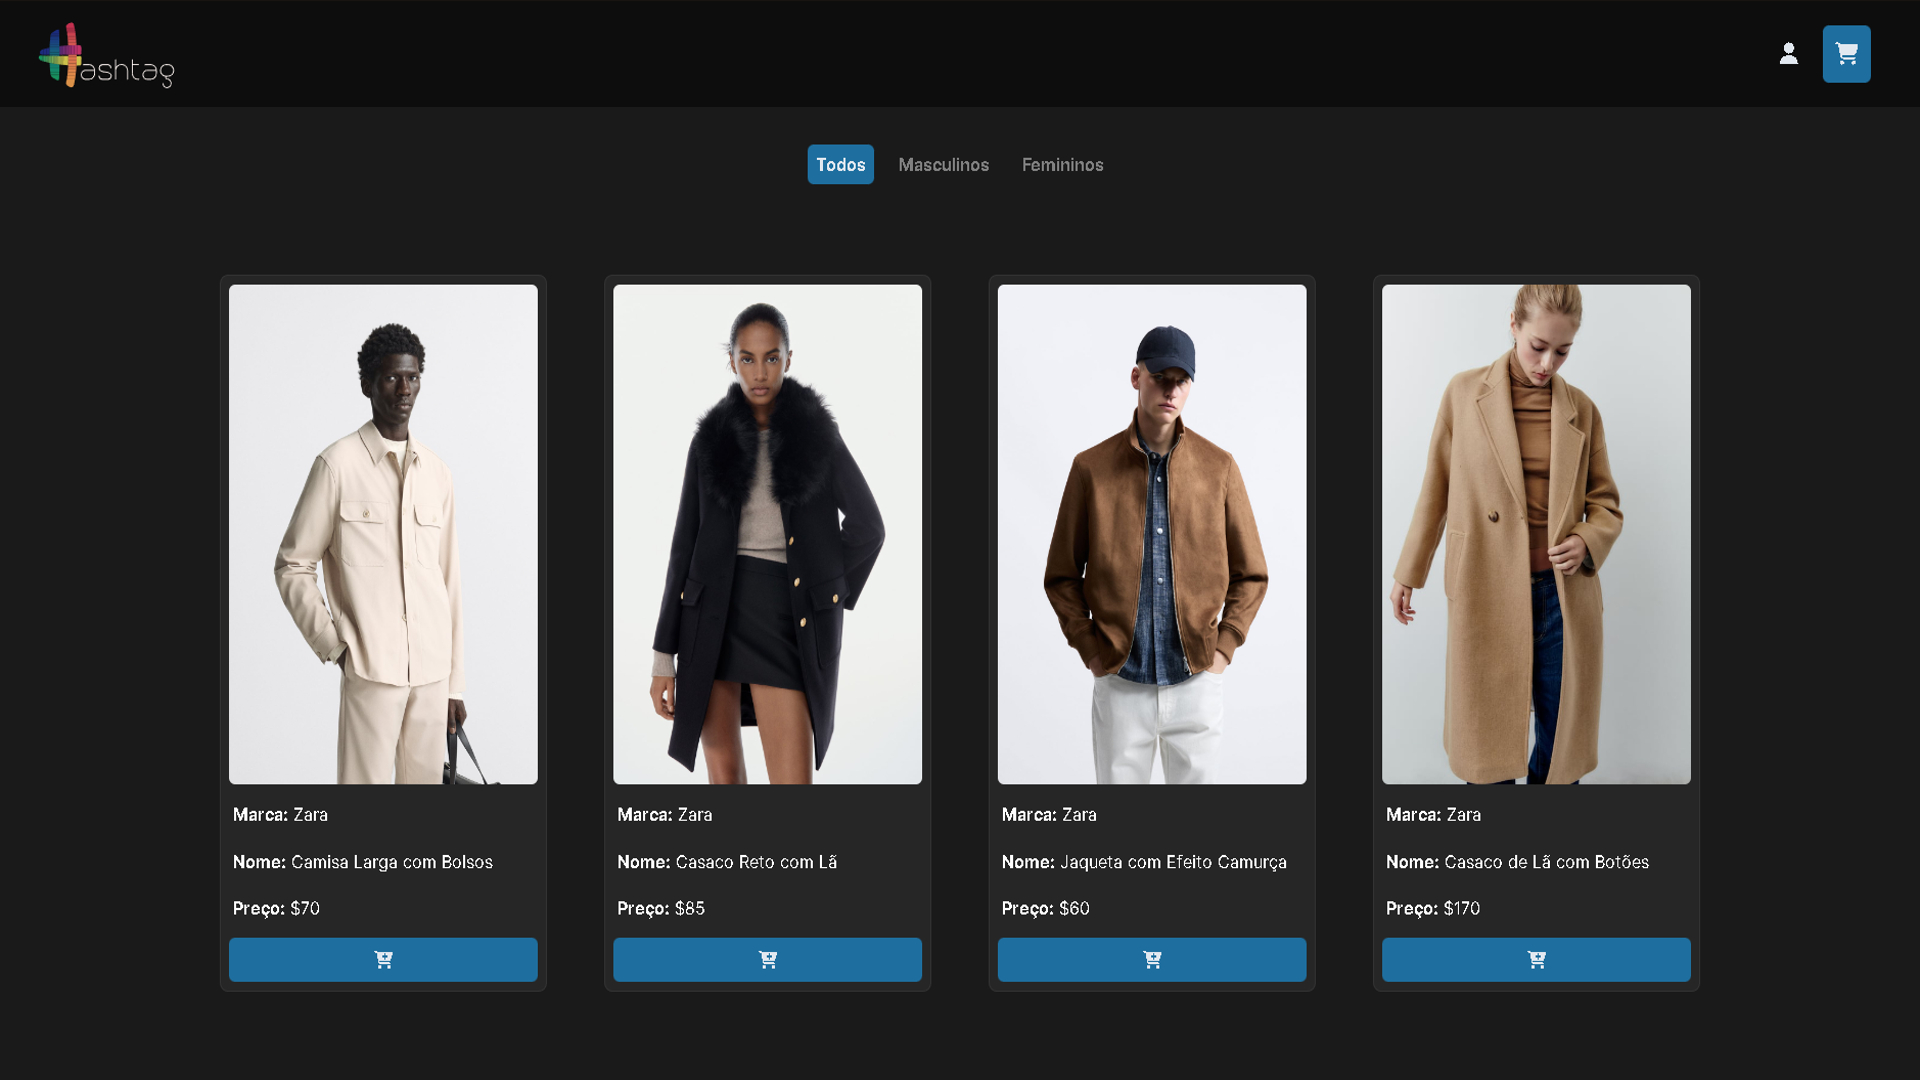 Hashtag
Todos Masculinos Femininos
Marca: Zara
Nome: Camisa Larga com Bolsos
Preço: $70
Marca: Zara
Nome: Casaco Reto com Lã
Preço: $85
Marca: Zara
Nome: Jaqueta com Efeito Camurça
Preço: $60
Marca: Zara
Nome: Casaco de Lã com Botões
Preço: $170